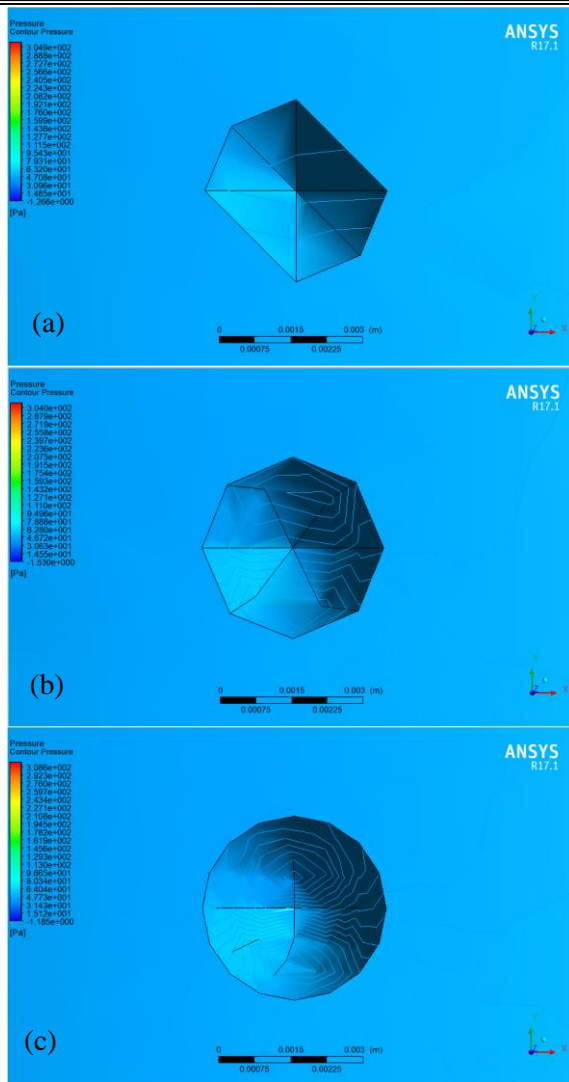 Pressure
Contour Pressure
3.049e+002
2.888e+002
2.727e+002
2.566e+002
2.405e+002
2.243e+002
2.082e+002
1.921e+002
1.760e+002
1.599e+002
1.438e+002
1.277e+002
1.115e+002
9.543e+001
7.931e+001
6.320e+001
4.708e+001
3.096e+001
1.485e+001
-1.266e+000
[Pa]
ANSYS
R17.1
(a)
0 0.0015 0.003 (m)
0.00075 0.00225
Y
Z X
Pressure
Contour Pressure
3.040e+002
2.879e+002
2.719e+002
2.558e+002
2.397e+002
2.236e+002
2.075e+002
1.915e+002
1.754e+002
1.593e+002
1.432e+002
1.271e+002
1.110e+002
9.496e+001
7.888e+001
6.280e+001
4.672e+001
3.063e+001
1.455e+001
-1.530e+000
[Pa]
ANSYS
R17.1
(b)
0 0.0015 0.003 (m)
0.00075 0.00225
Y
Z X
Pressure
Contour Pressure
3.086e+002
2.923e+002
2.760e+002
2.597e+002
2.434e+002
2.271e+002
2.108e+002
1.945e+002
1.782e+002
1.619e+002
1.456e+002
1.293e+002
1.130e+002
9.665e+001
8.034e+001
6.404e+001
4.773e+001
3.143e+001
1.512e+001
-1.185e+000
[Pa]
ANSYS
R17.1
(c)
0 0.0015 0.003 (m)
0.00075 0.00225
Y
Z X